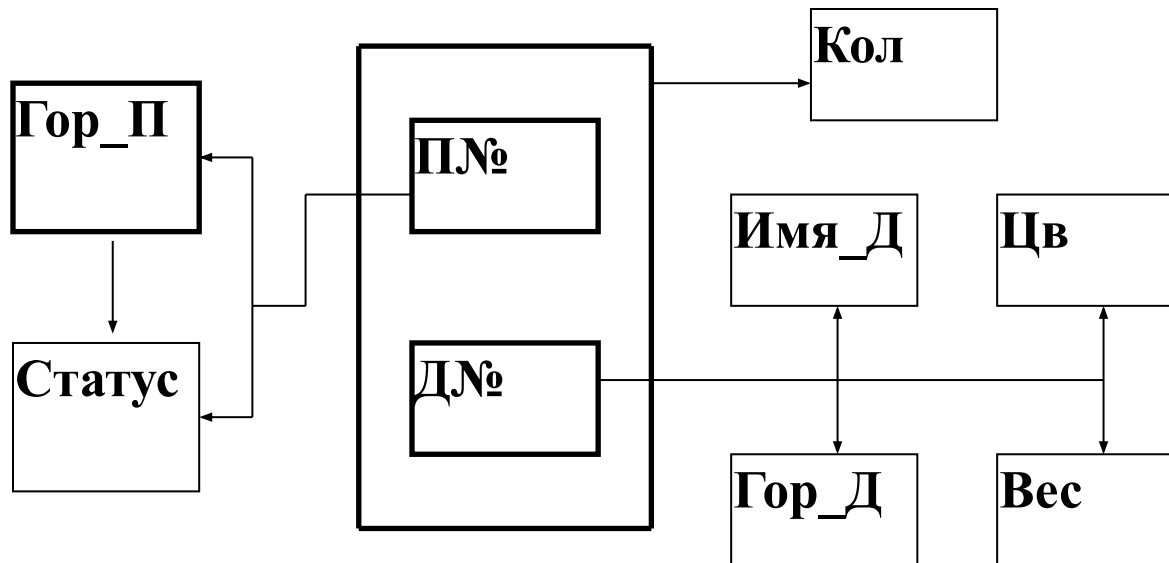 Кол
Гор_П
П№
Имя_Д
Цв
Статус
Д№
Гор_Д
Вес